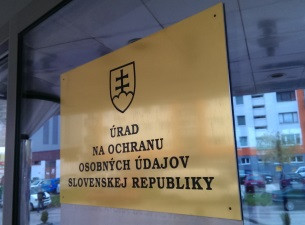 ÚRAD
NA OCHRANU
OSOBNÝCH ÚDAJOV
SLOVENSKEJ REPUBLIKY